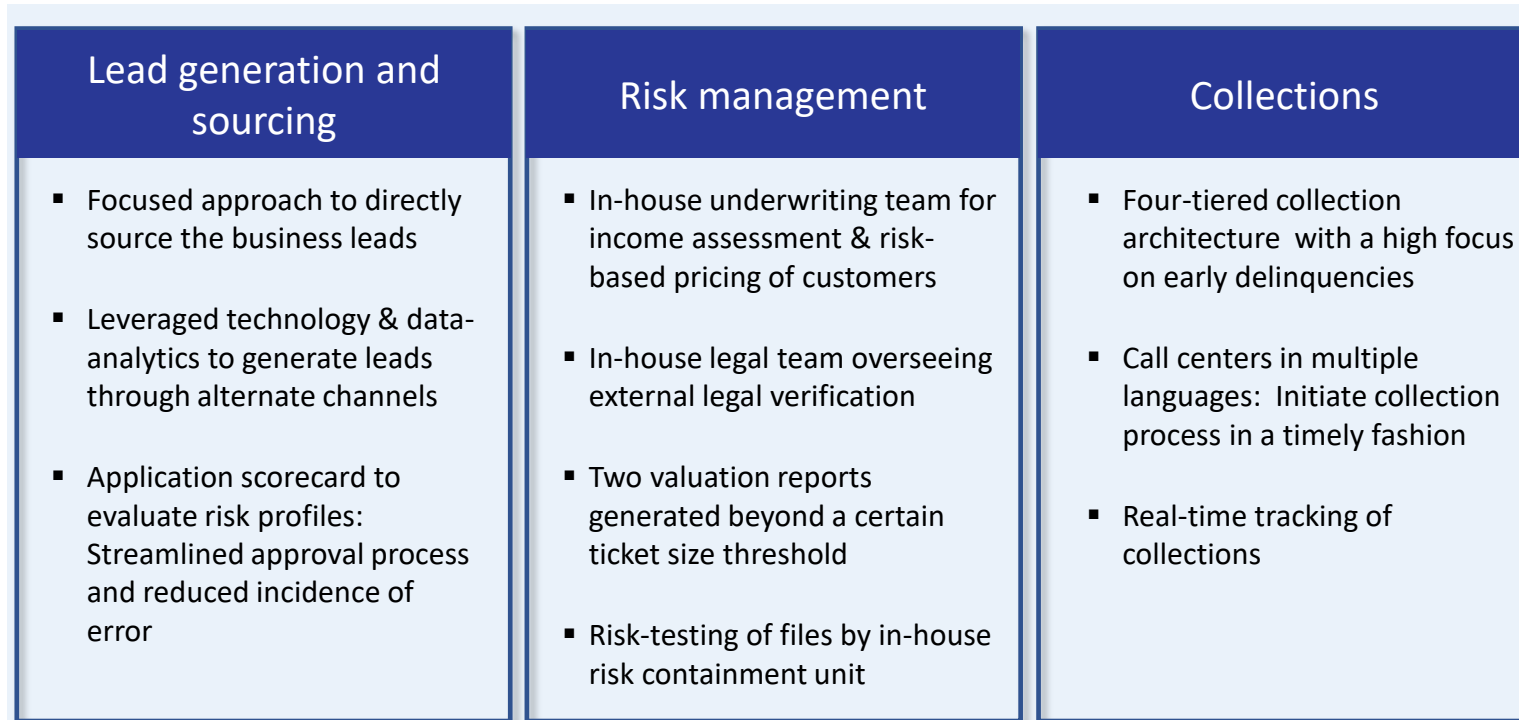 Lead generation and
sourcing
▪ Focused approach to directly
source the business leads
▪ Leveraged technology & data-
analytics to generate leads
through alternate channels
▪ Application scorecard to
evaluate risk profiles:
Streamlined approval process
and reduced incidence of
error
Risk management
▪ In-house underwriting team for
income assessment & risk-
based pricing of customers
▪ In-house legal team overseeing
external legal verification
▪ Two valuation reports
generated beyond a certain
ticket size threshold
▪ Risk-testing of files by in-house
risk containment unit
Collections
▪ Four-tiered collection
architecture  with a high focus
on early delinquencies
▪ Call centers in multiple
languages:  Initiate collection
process in a timely fashion
▪ Real-time tracking of
collections